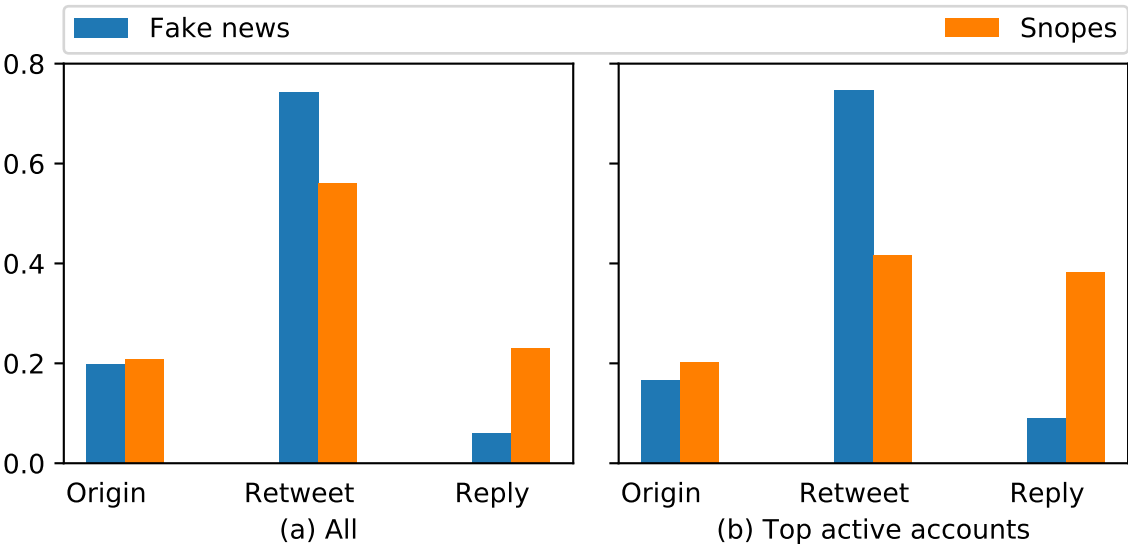 Fake news Snopes
0.8
0.6
0.4
0.2
0.0
Origin Retweet Reply
(a) All
Origin Retweet Reply
(b) Top active accounts